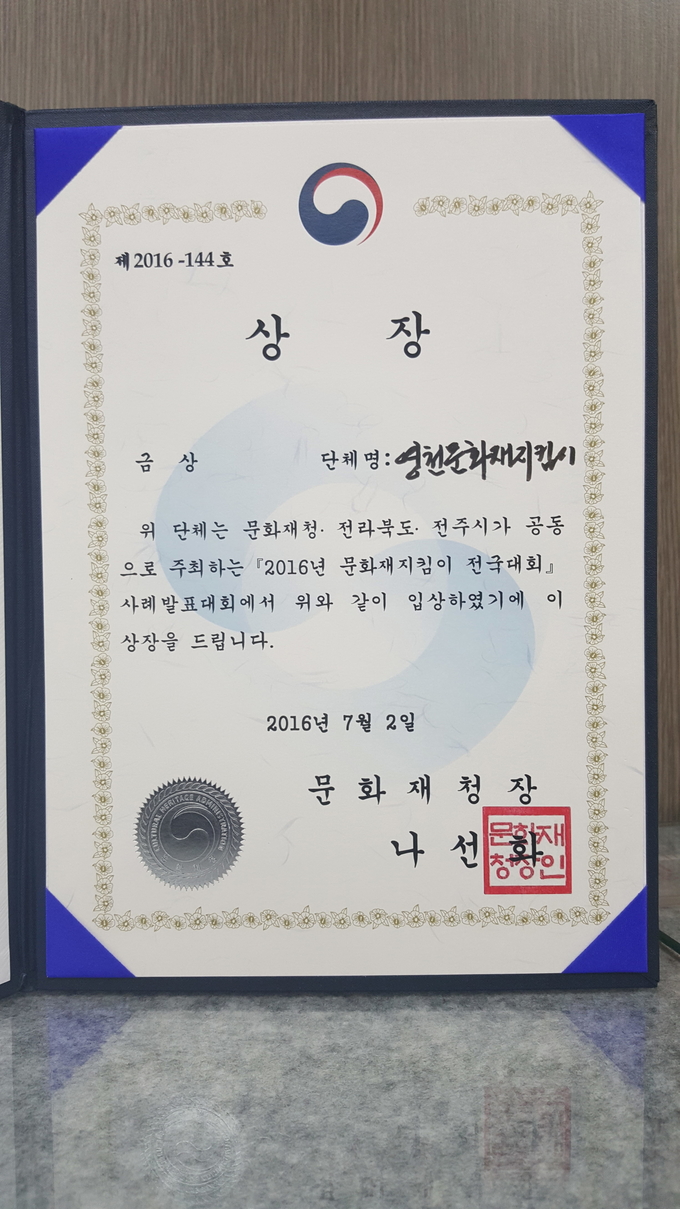 제2016-144호
상 장
금 상 단체명:영천문화재지킴이
위 단체는 문화재청·전라북도·전주시가 공동
으로 주최하는 『2016년 문화재지킴이 전국대회』
사례발표대회에서 위와 같이 입상하였기에 이
상장을 드립니다.
2016년 7월 2일
문 화 재 청 장
나 선 화
문화재
청장인
CULTURAL HERITAGE ADMINISTRATION